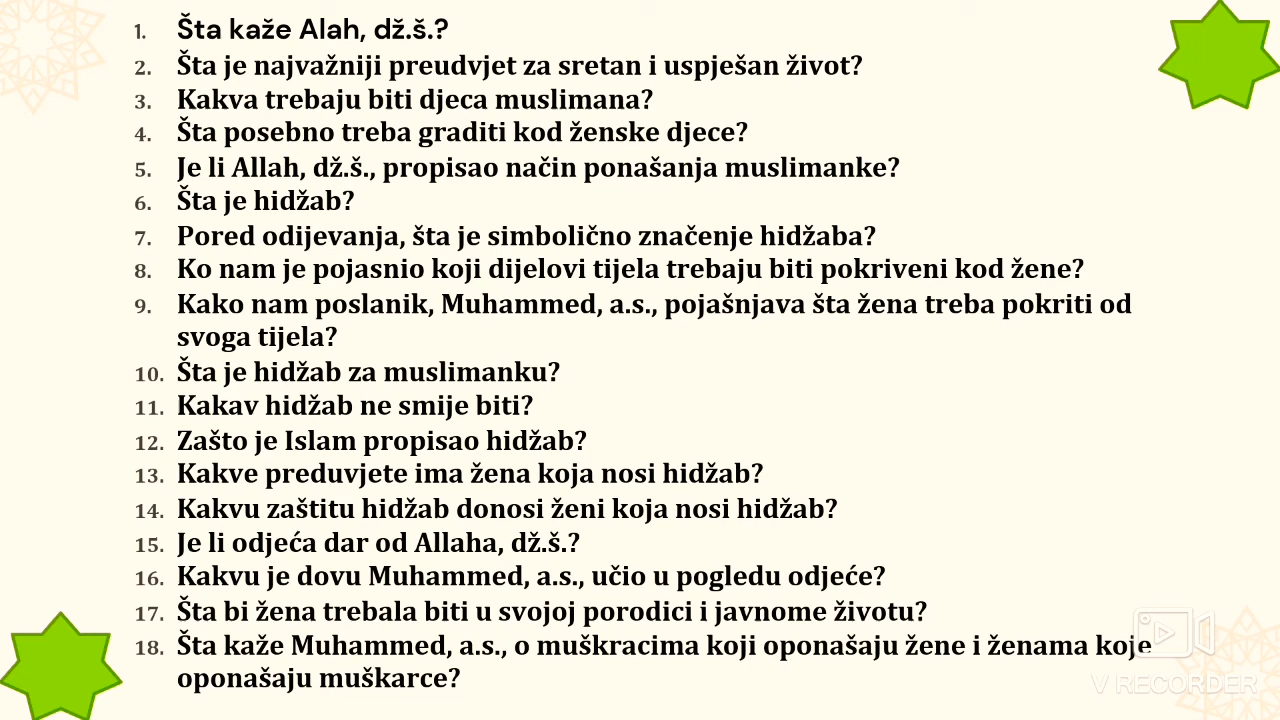 1. Šta kaže Alah, dž.š.?
2. Šta je najvažniji preudvjet za sretan i uspješan život?
3. Kakva trebaju biti djeca muslimana?
4. Šta posebno treba graditi kod ženske djece?
5. Je li Allah, dž.š., propisao način ponašanja muslimanke?
6. Šta je hidžab?
7. Pored odijevanja, šta je simbolično značenje hidžaba?
8. Ko nam je pojasnio koji dijelovi tijela trebaju biti pokriveni kod žene?
9. Kako nam poslanik, Muhammed, a.s., pojašnjava šta žena treba pokriti od
svoga tijela?
10. Šta je hidžab za muslimanku?
11. Kakav hidžab ne smije biti?
12. Zašto je Islam propisao hidžab?
13. Kakve preduvjete ima žena koja nosi hidžab?
14. Kakvu zaštitu hidžab donosi ženi koja nosi hidžab?
15. Je li odjeća dar od Allaha, dž.š.?
16. Kakvu je dovu Muhammed, a.s., učio u pogledu odjeće?
17. Šta bi žena trebala biti u svojoj porodici i javnome životu?
18. Šta kaže Muhammed, a.s., o muškracima koji oponašaju žene i ženama koje
oponašaju muškarce?
V RECORDER